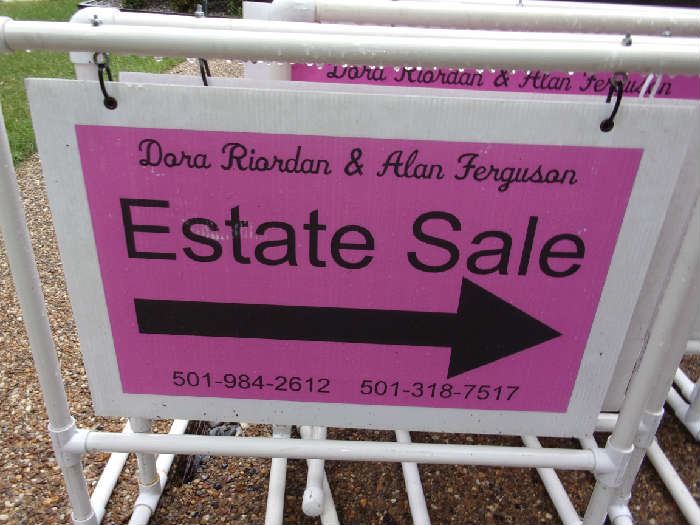 Dora Riordan & Alan Ferguson
Dora Riordan & Alan Ferguson
Estate Sale
501-984-2612 501-318-7517